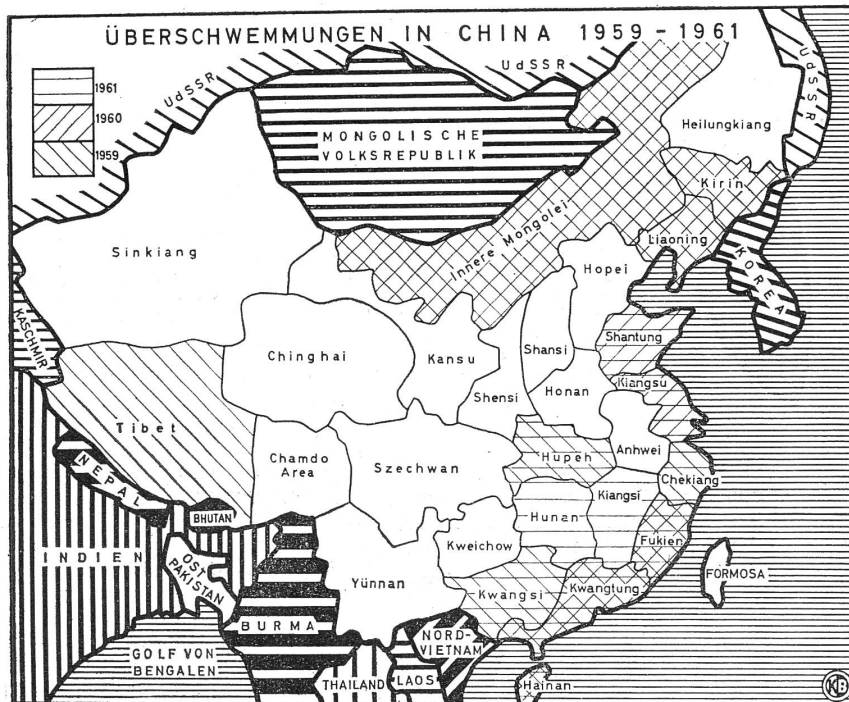 ÜBERSCHWEMMUNGEN IN CHINA 1959 - 1961
1961
1960
1959
UdSSR
UdSSR
UdSSR
MONGOLISCHE
VOLKSREPUBLIK
Heilungkiang
Kirin
Innere Mongolei
Liaoning
KOREA
Sinkiang
Hopei
KASCHMIR
Chinghai
Kansu
Shansi
Shantung
Shensi
Honan
Kiangsu
Tibet
Chamdo
Area
Szechwan
Hupeh
Anhwei
Chekiang
NEPAL
BHUTAN
Hunan
Kiangsi
Fukien
INDIEN
OST
PAKISTAN
Kweichow
Yünnan
Kwangsi
Kwangtung
FORMOSA
BURMA
GOLF VON
BENGALEN
NORD-
VIETNAM
THAILAND
LAOS
Hainan
KB